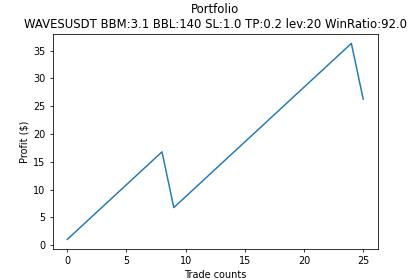 Portfolio
WAVESUSDT BBM:3.1 BBL:140 SL:1.0 TP:0.2 lev:20 WinRatio:92.0
Profit ($)
35
30
25
20
15
10
5
0
0 5 10 15 20 25
Trade counts